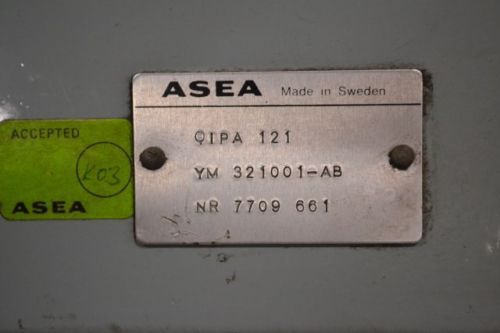 ASEA Made in Sweden
QIPA 121
YM 321001-AB
NR 7709 661
ACCEPTED
K03
ASEA